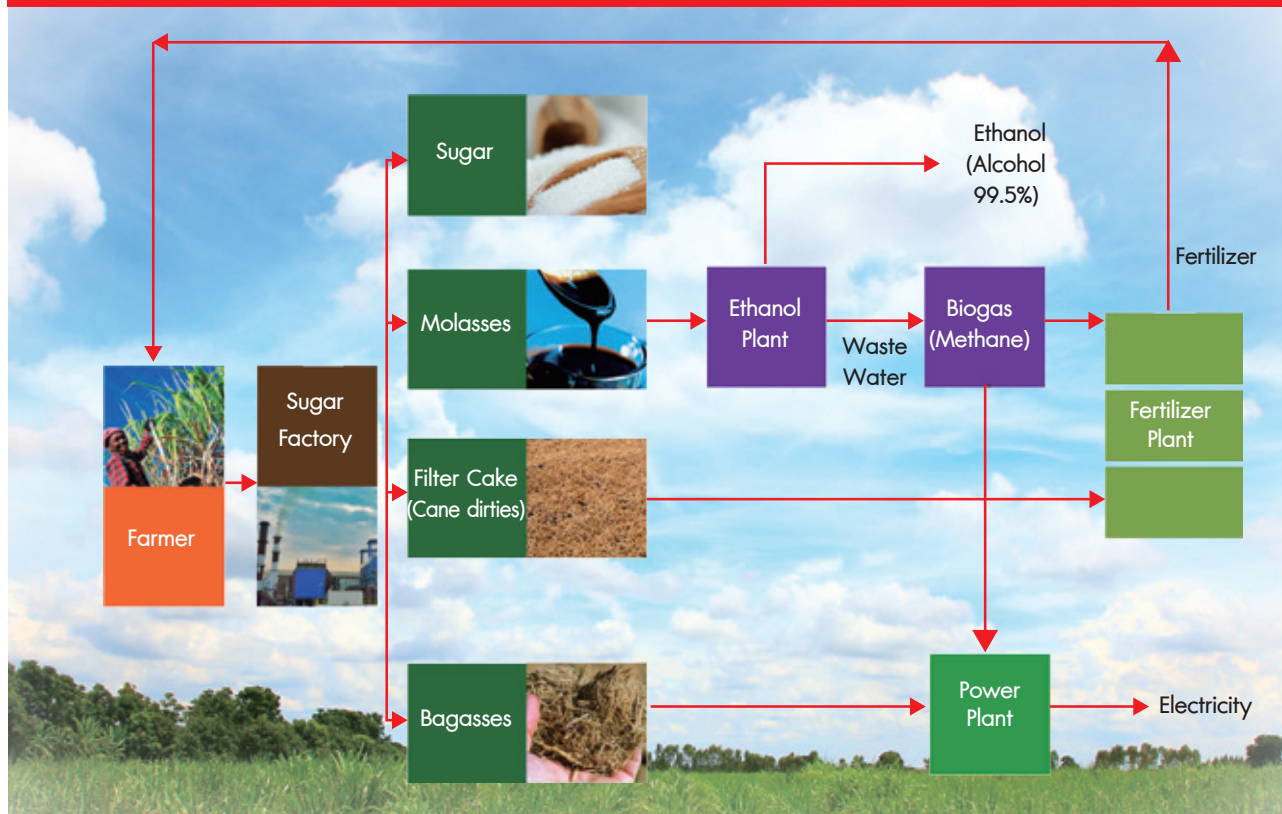 Sugar
Ethanol
(Alcohol
99.5%)
Fertilizer
Molasses
Ethanol
Plant
Waste
Water
Biogas
(Methane)
Sugar
Factory
Fertilizer
Plant
Filter Cake
(Cane dirties)
Farmer
Bagasses
Power
Plant
Electricity